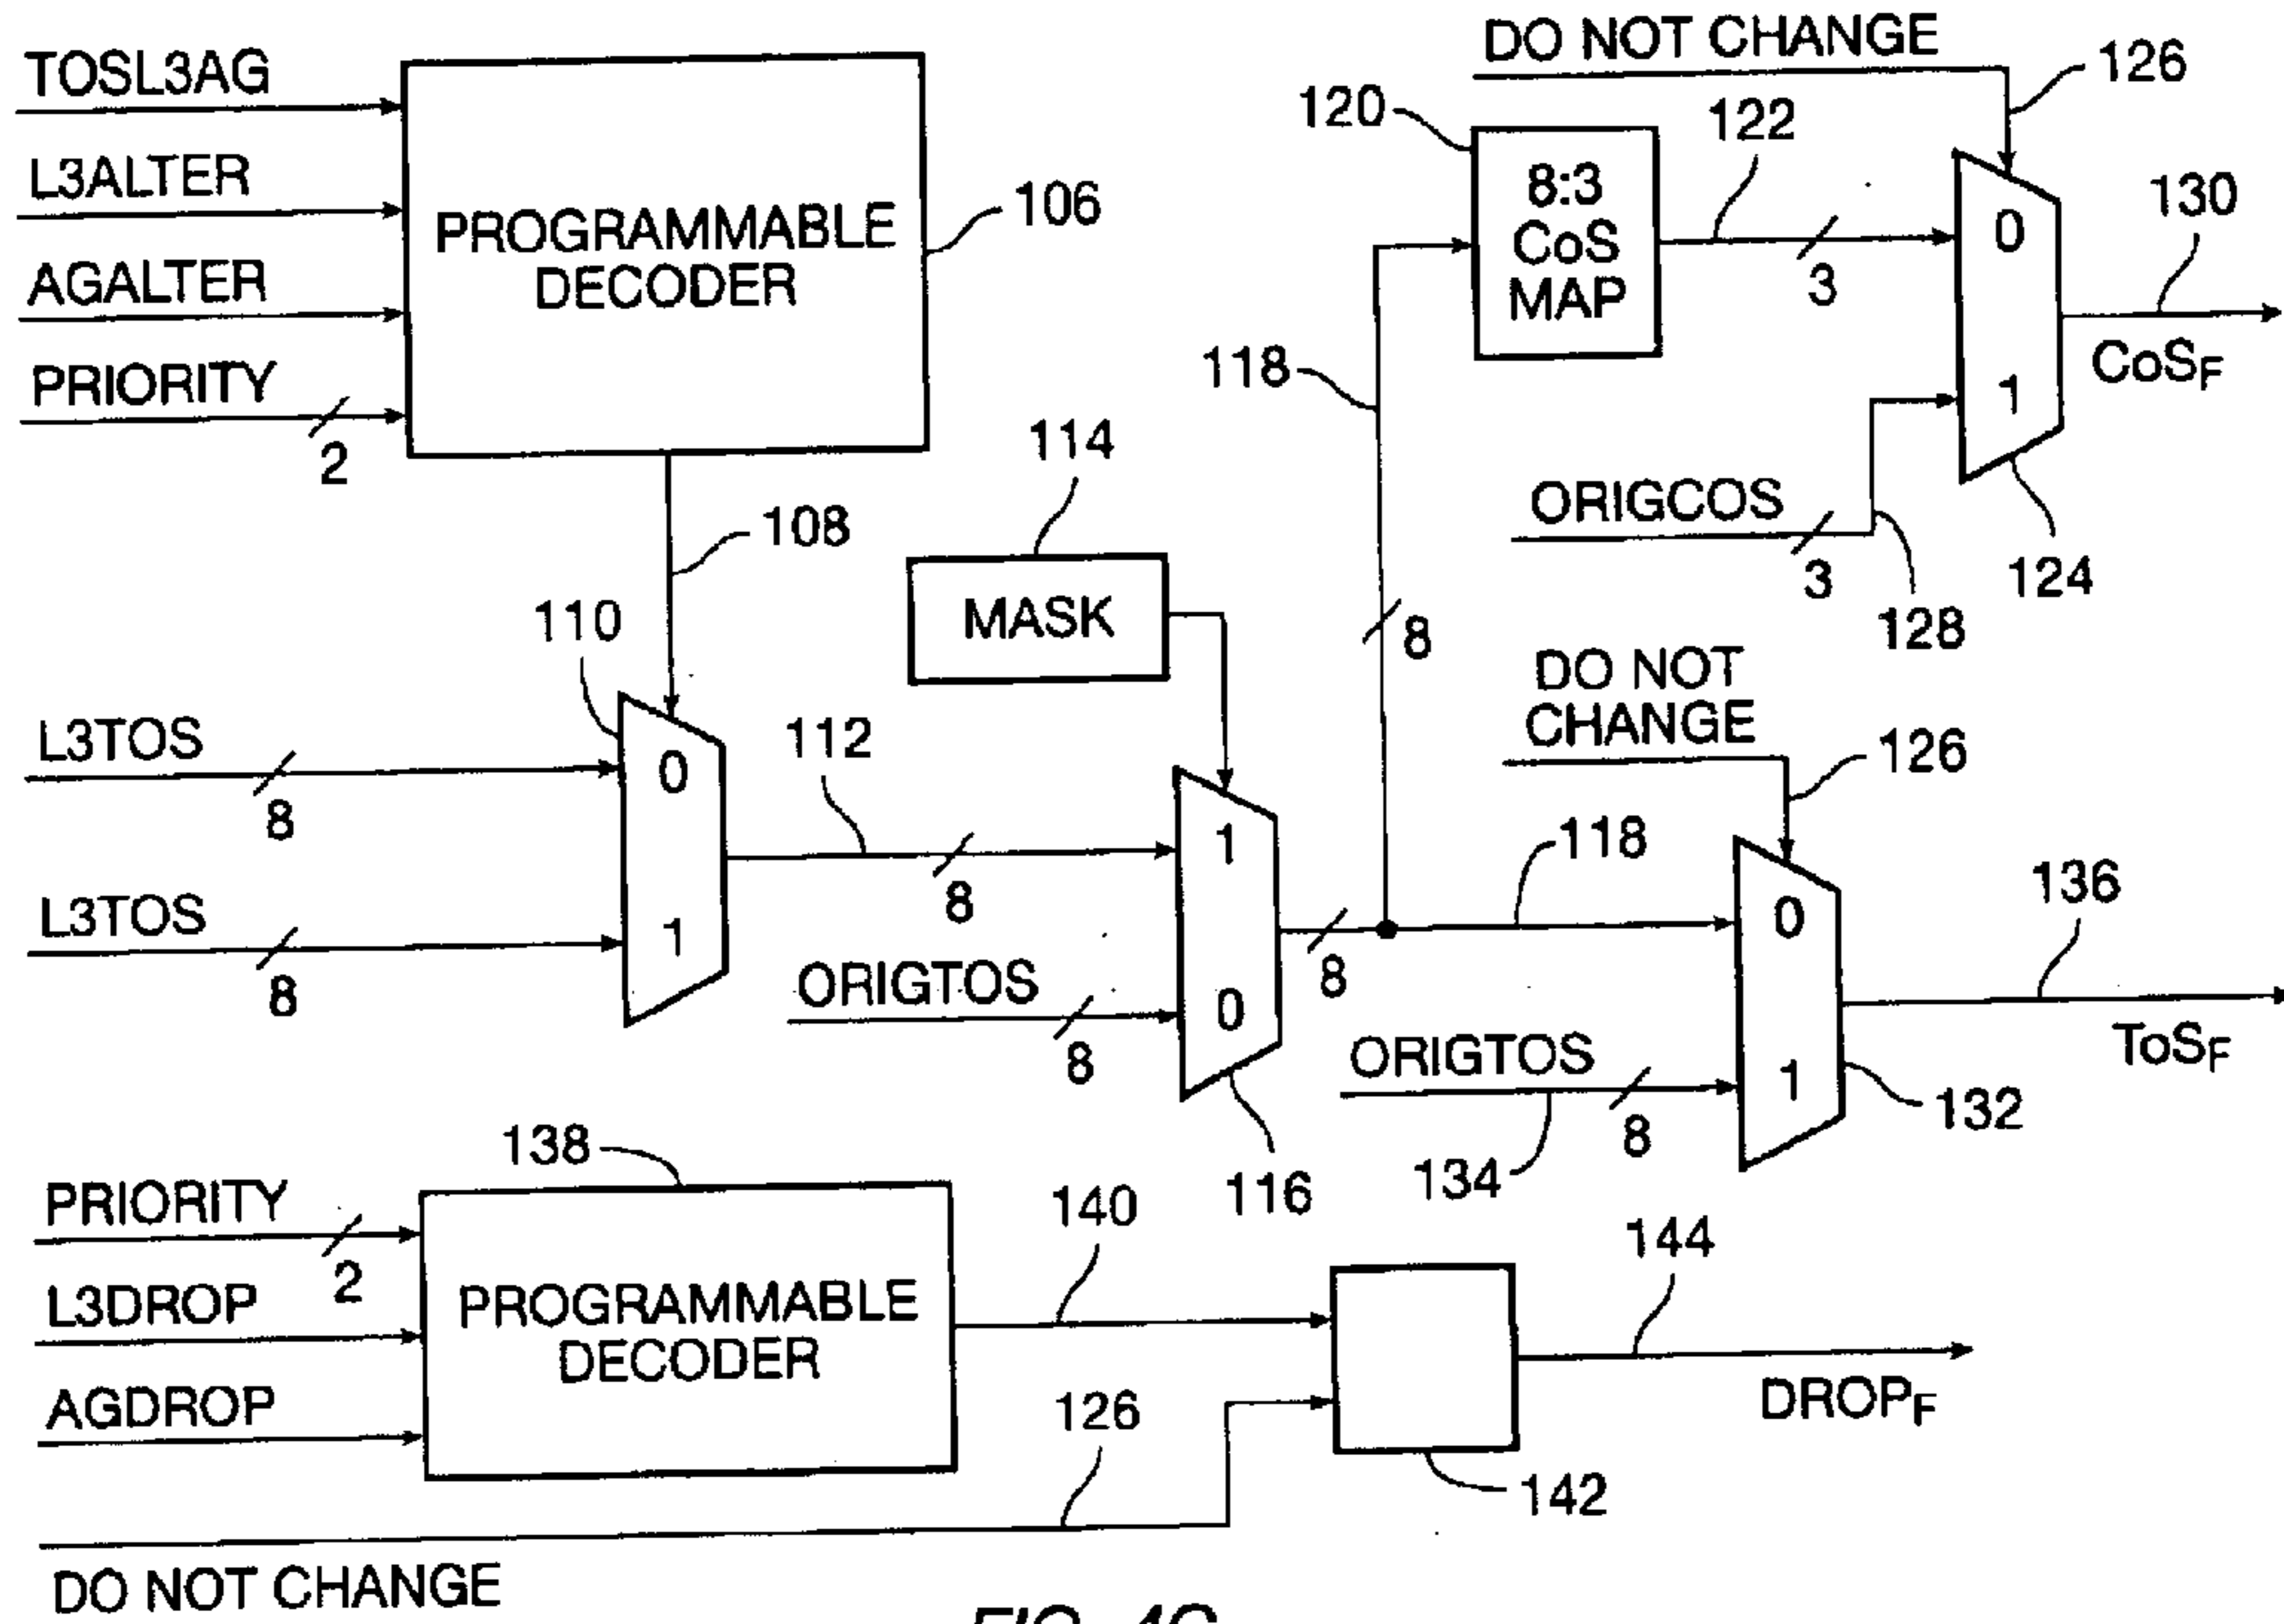 TOSL3AG
L3ALTER
AGALTER
PRIORITY
2
PROGRAMMABLE
DECODER
106
108
DO NOT CHANGE
126
120
8:3
CoS
MAP
122
3
0
1
130
CoSF
118
ORIGCOS
3
128
124
114
MASK
8
110
L3TOS
8
L3TOS
8
0
1
112
8
ORIGTOS
8
1
0
116
8
118
DO NOT
CHANGE
126
ORIGTOS
8
134
0
1
132
136
ToSF
138
PRIORITY
2
L3DROP
AGDROP
PROGRAMMABLE
DECODER
140
126
DO NOT CHANGE
142
144
DROPF